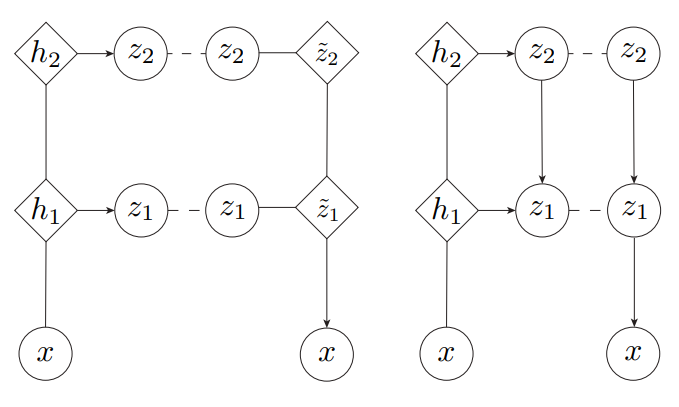 h₂ z₂ z₂ z̃₂ h₂ z₂ z₂
h₁ z₁ z₁ z̃₁ h₁ z₁ z₁
x x x x